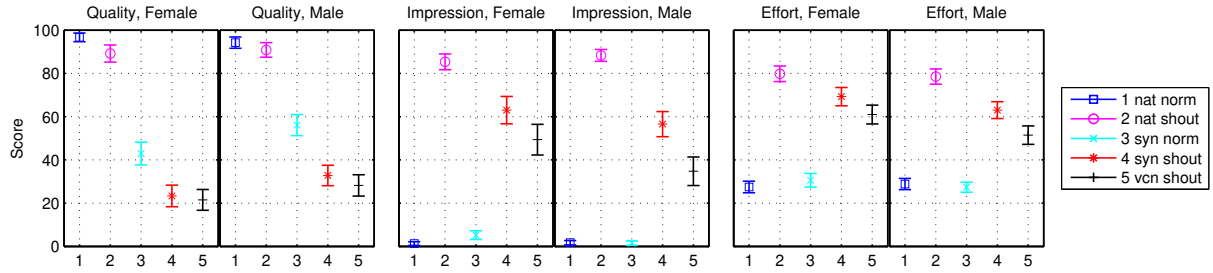 Quality, Female Quality, Male Impression, Female Impression, Male Effort, Female Effort, Male
100
80
60
40
20
0
Score
1 2 3 4 5 1 2 3 4 5 1 2 3 4 5 1 2 3 4 5 1 2 3 4 5 1 2 3 4 5
1 nat norm
2 nat shout
3 syn norm
4 syn shout
5 vcn shout